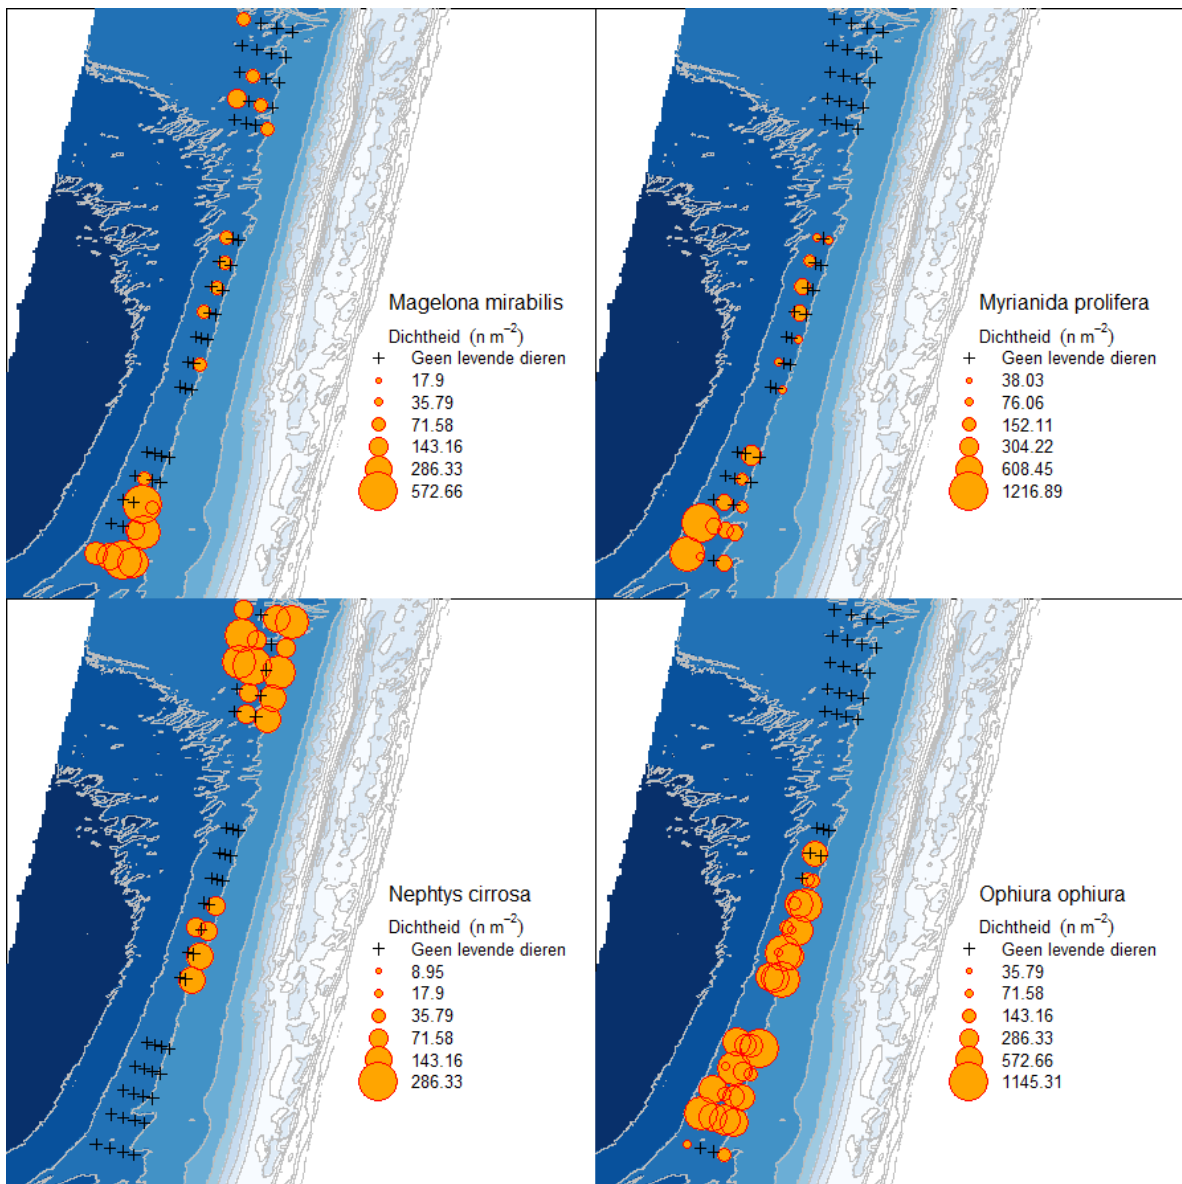 Magelona mirabilis
Dichtheid (n m⁻²)
+ Geen levende dieren
17.9
35.79
71.58
143.16
286.33
572.66
Myrianida prolifera
Dichtheid (n m⁻²)
+ Geen levende dieren
38.03
76.06
152.11
304.22
608.45
1216.89
Nephtys cirrosa
Dichtheid (n m⁻²)
+ Geen levende dieren
8.95
17.9
35.79
71.58
143.16
286.33
Ophiura ophiura
Dichtheid (n m⁻²)
+ Geen levende dieren
35.79
71.58
143.16
286.33
572.66
1145.31